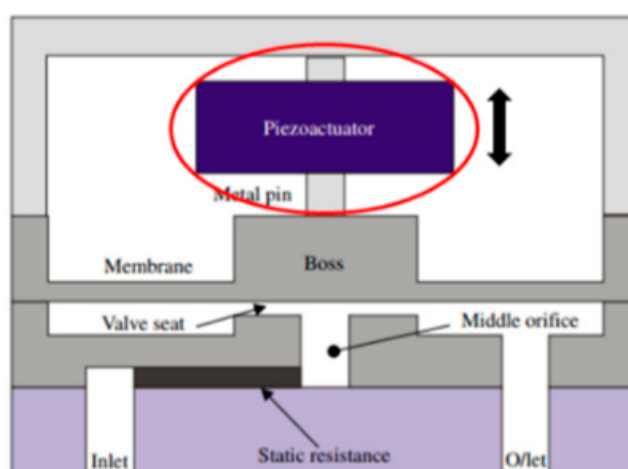 Piezoactuator
Metal pin
Membrane
Boss
Valve seat
Middle orifice
Inlet
Static resistance
O/let